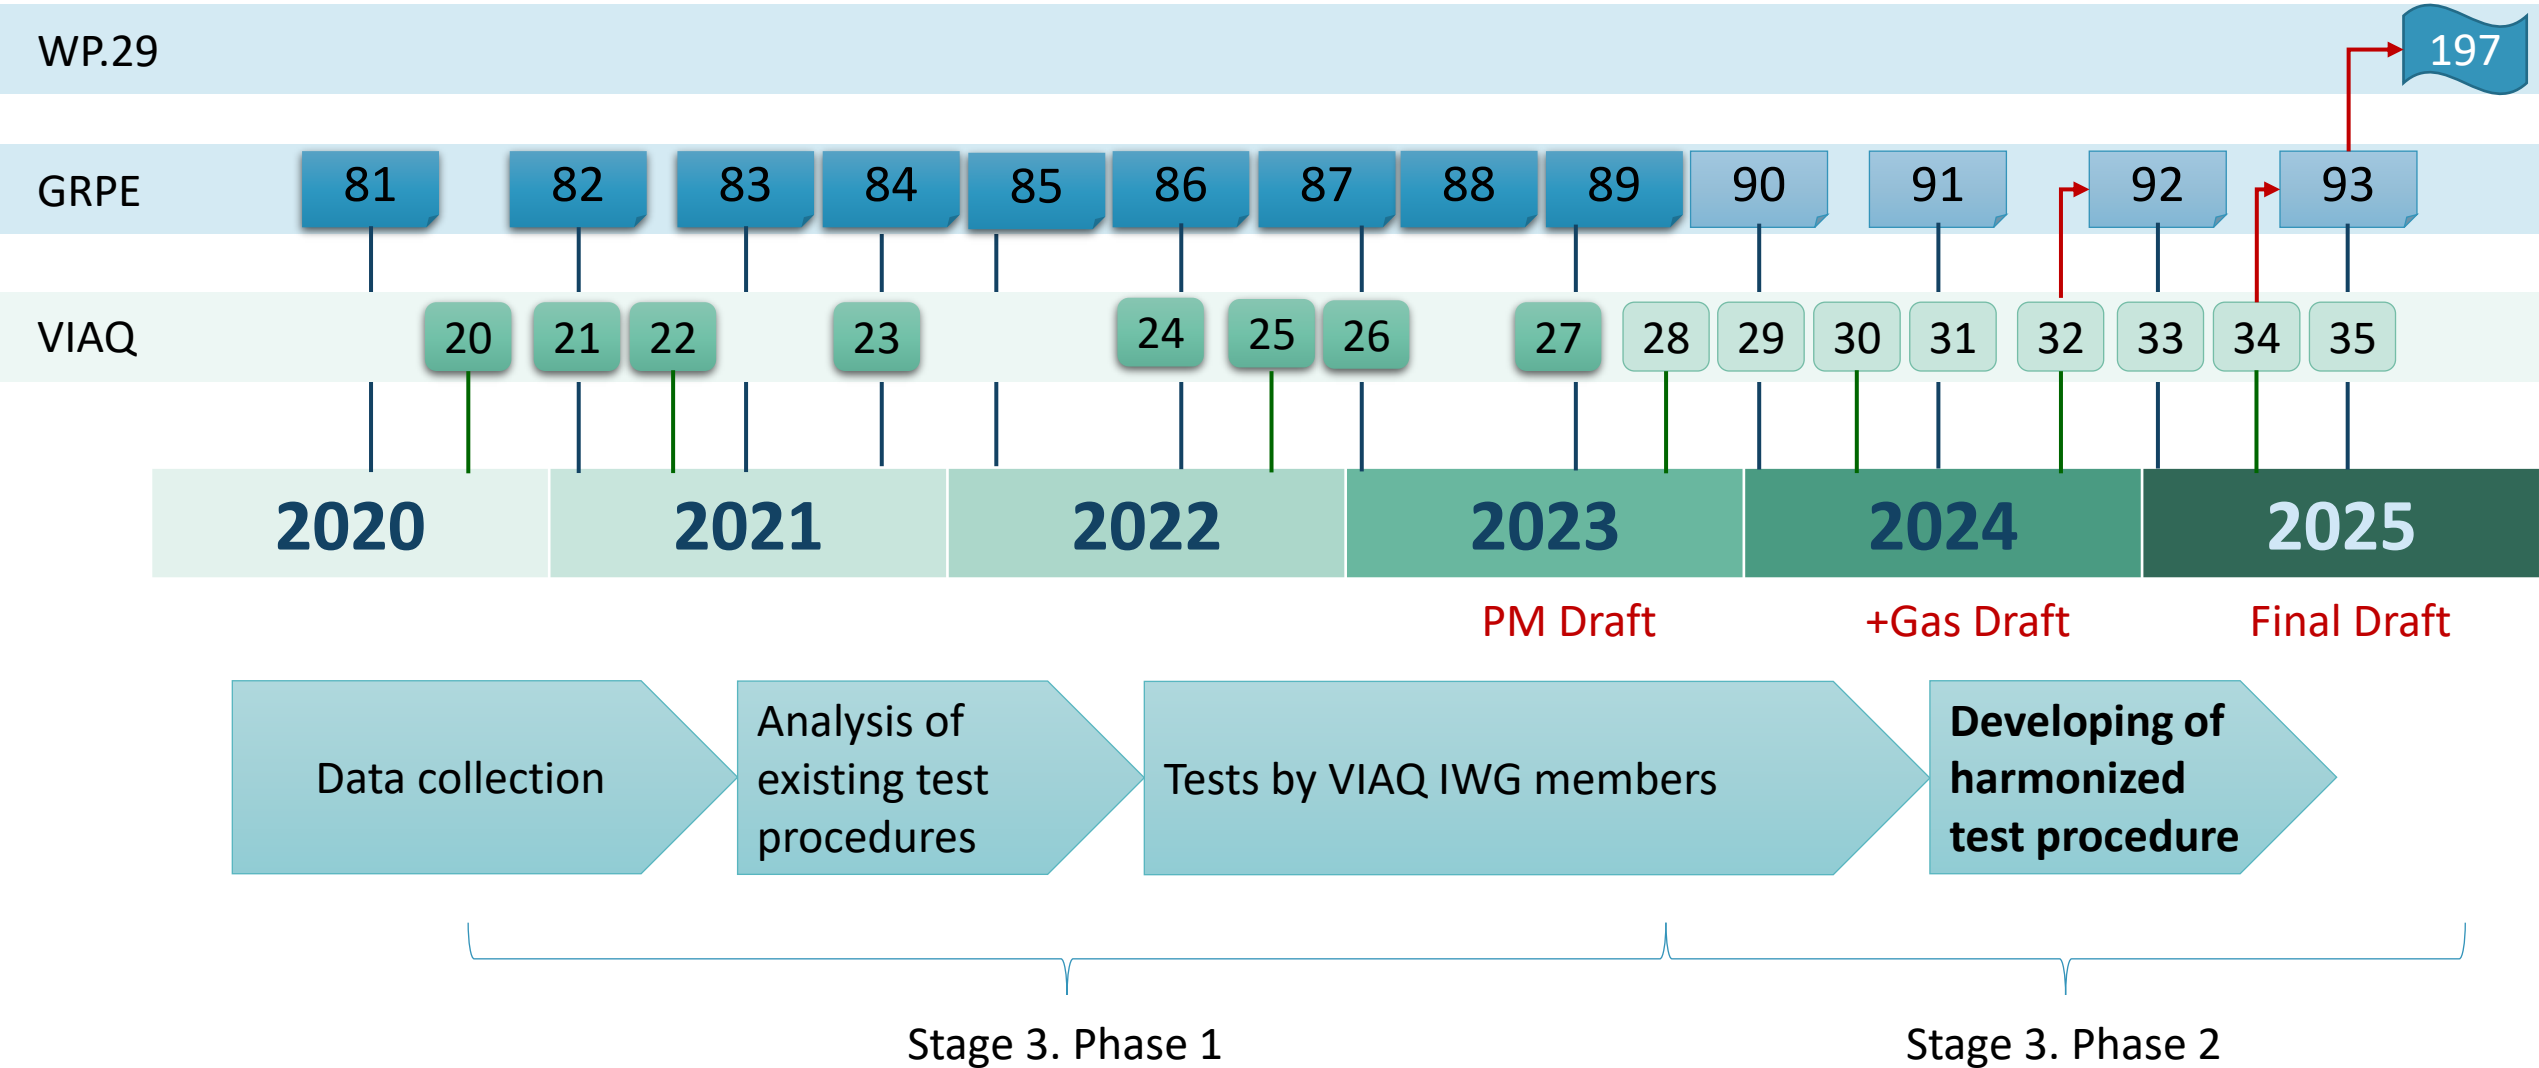 WP.29
197
GRPE
81 82 83 84 85 86 87 88 89 90 91 92 93
VIAQ
20 21 22 23 24 25 26 27 28 29 30 31 32 33 34 35
2020 2021 2022 2023 2024 2025
PM Draft +Gas Draft Final Draft
Data collection
Analysis of
existing test
procedures
Tests by VIAQ IWG members
Developing of
harmonized
test procedure
Stage 3. Phase 1
Stage 3. Phase 2